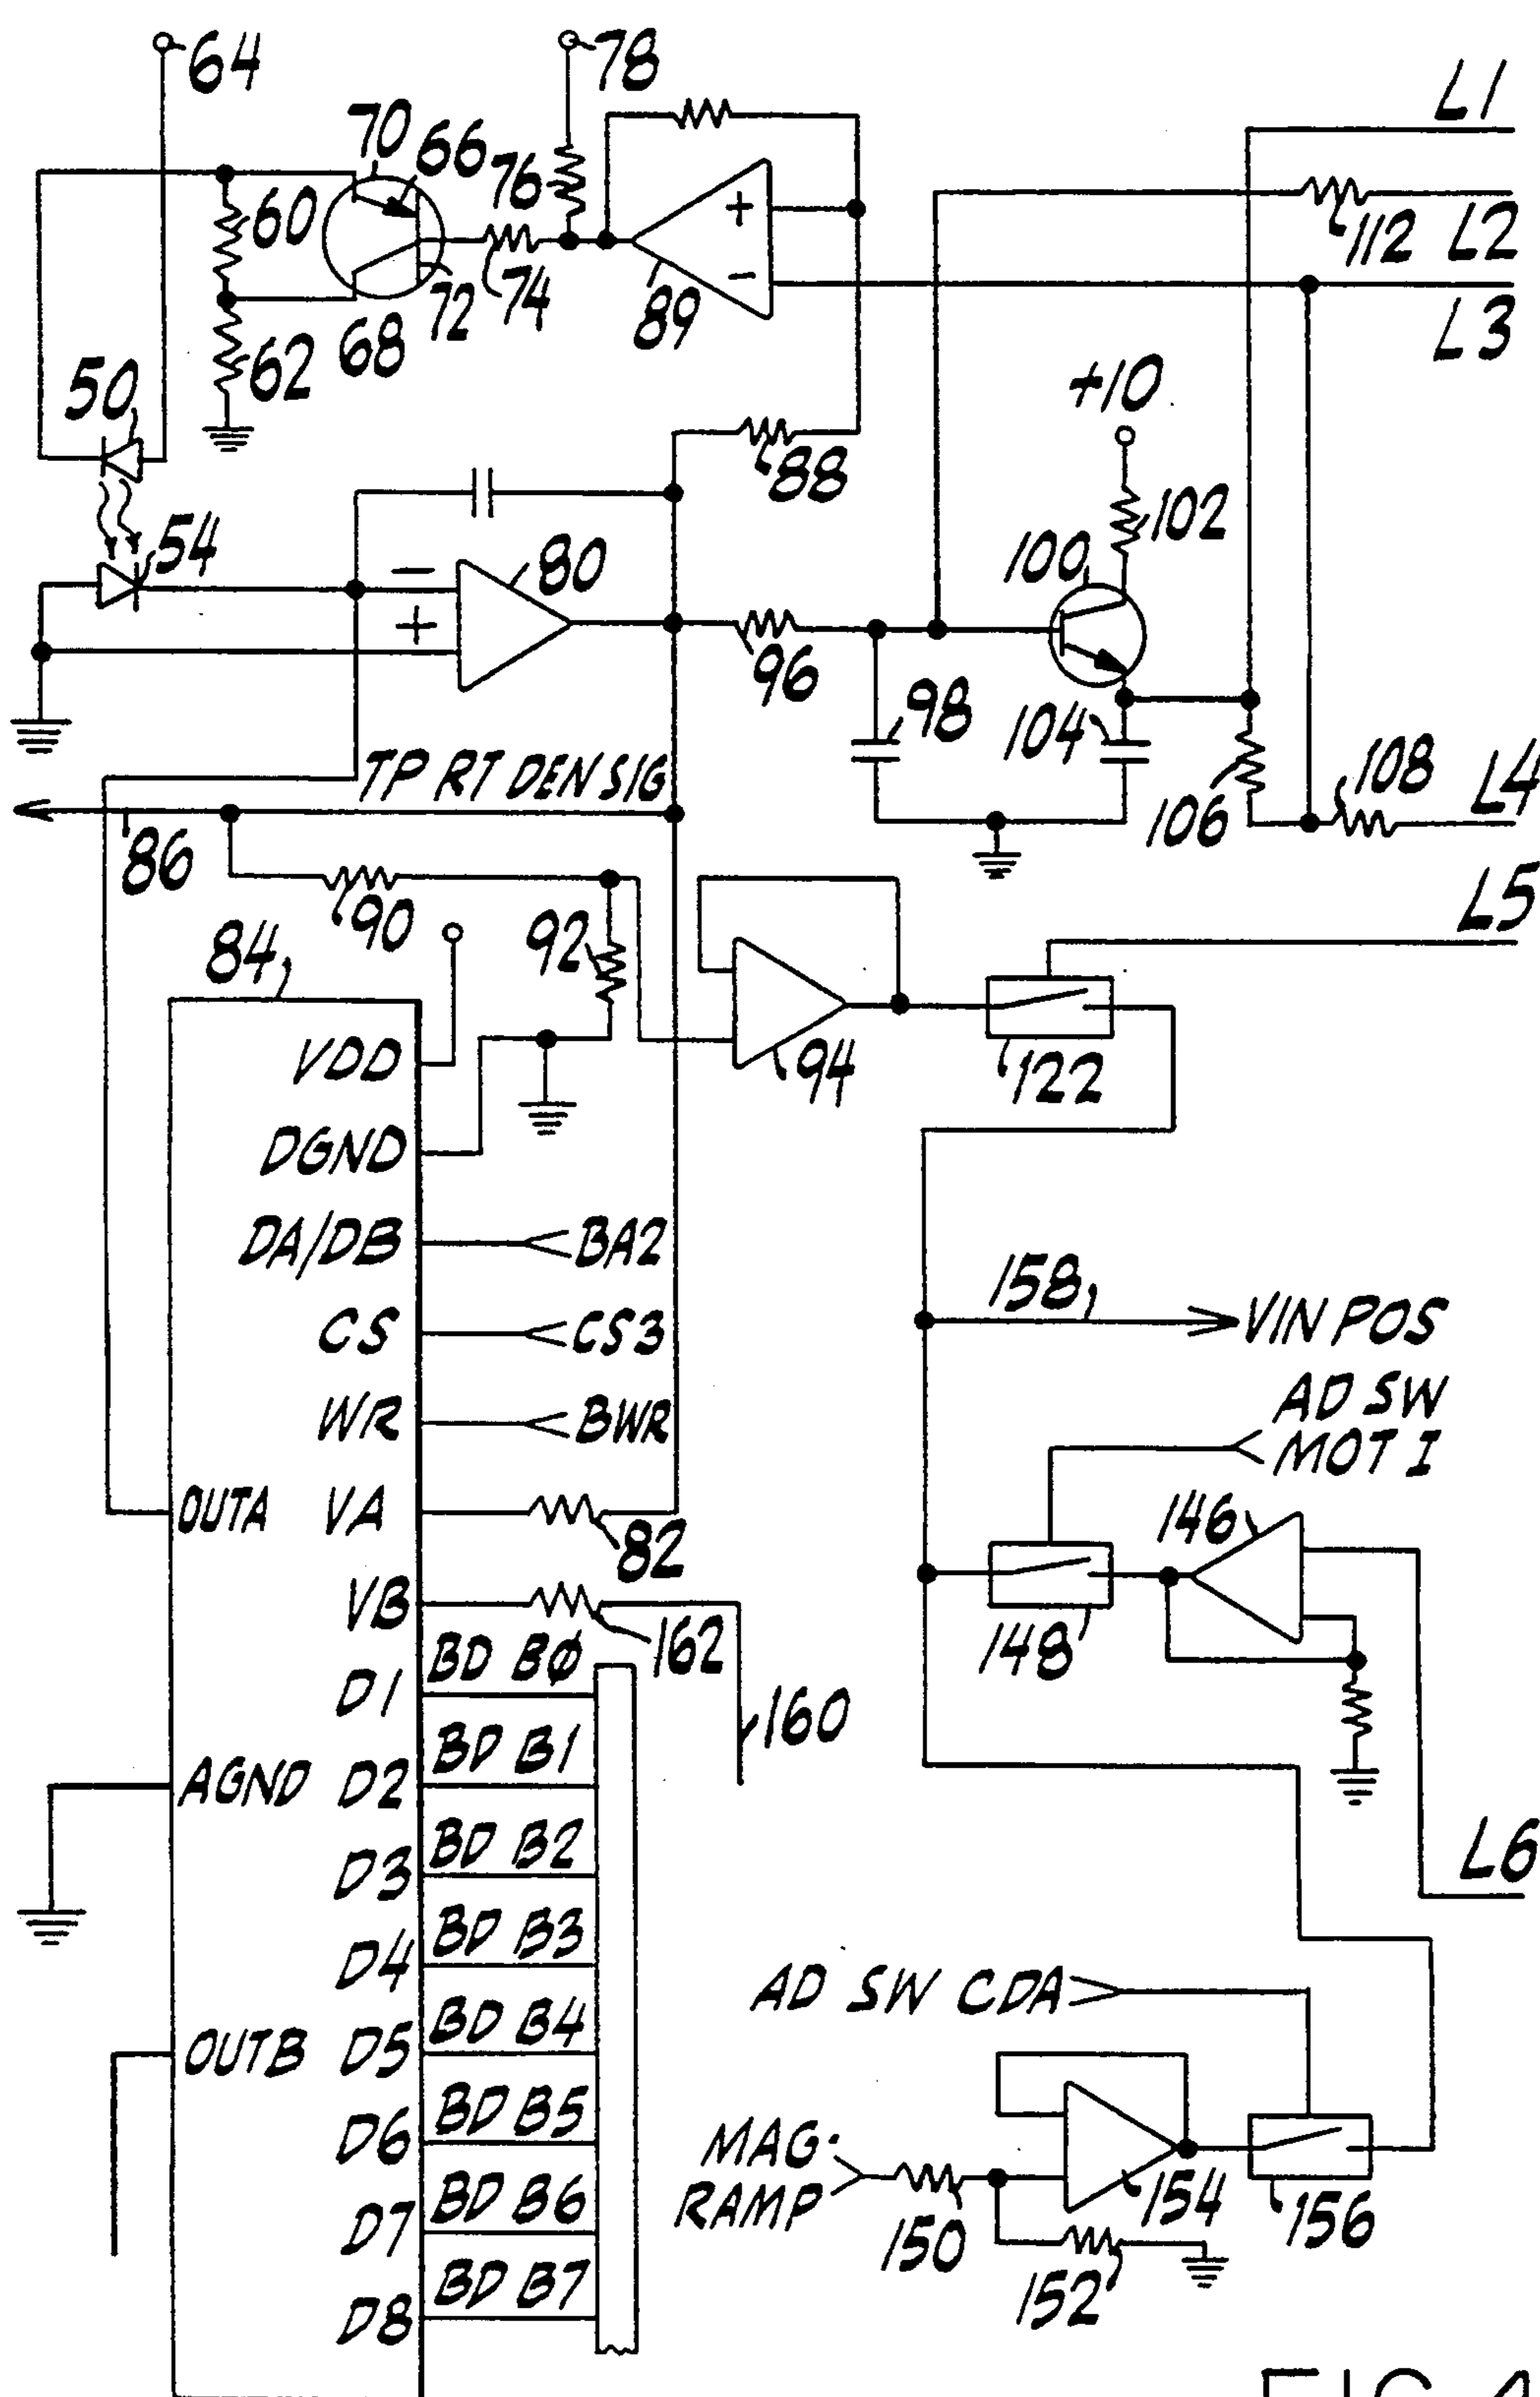 64
78
L1
70
66
76
60
+
112
L2
-
72
74
89
L3
68
62
50
+10
88
102
100
54
80
-
+
96
98
104
TP RT DEN SIG
108
106
L4
86
90
92
L5
84
94
122
VDD
DGND
DA/DB
BA2
158
CS
CS3
VIN POS
AD SW
MOT I
WR
BWR
OUTA
VA
82
146
VB
162
148
BD BØ
D1
160
BD B1
AGND
D2
BD B2
D3
L6
BD B3
D4
AD SW CDA
BD B4
OUTB
D5
BD B5
D6
MAG.
RAMP
154
156
BD B6
D7
150
152
BD B7
D8